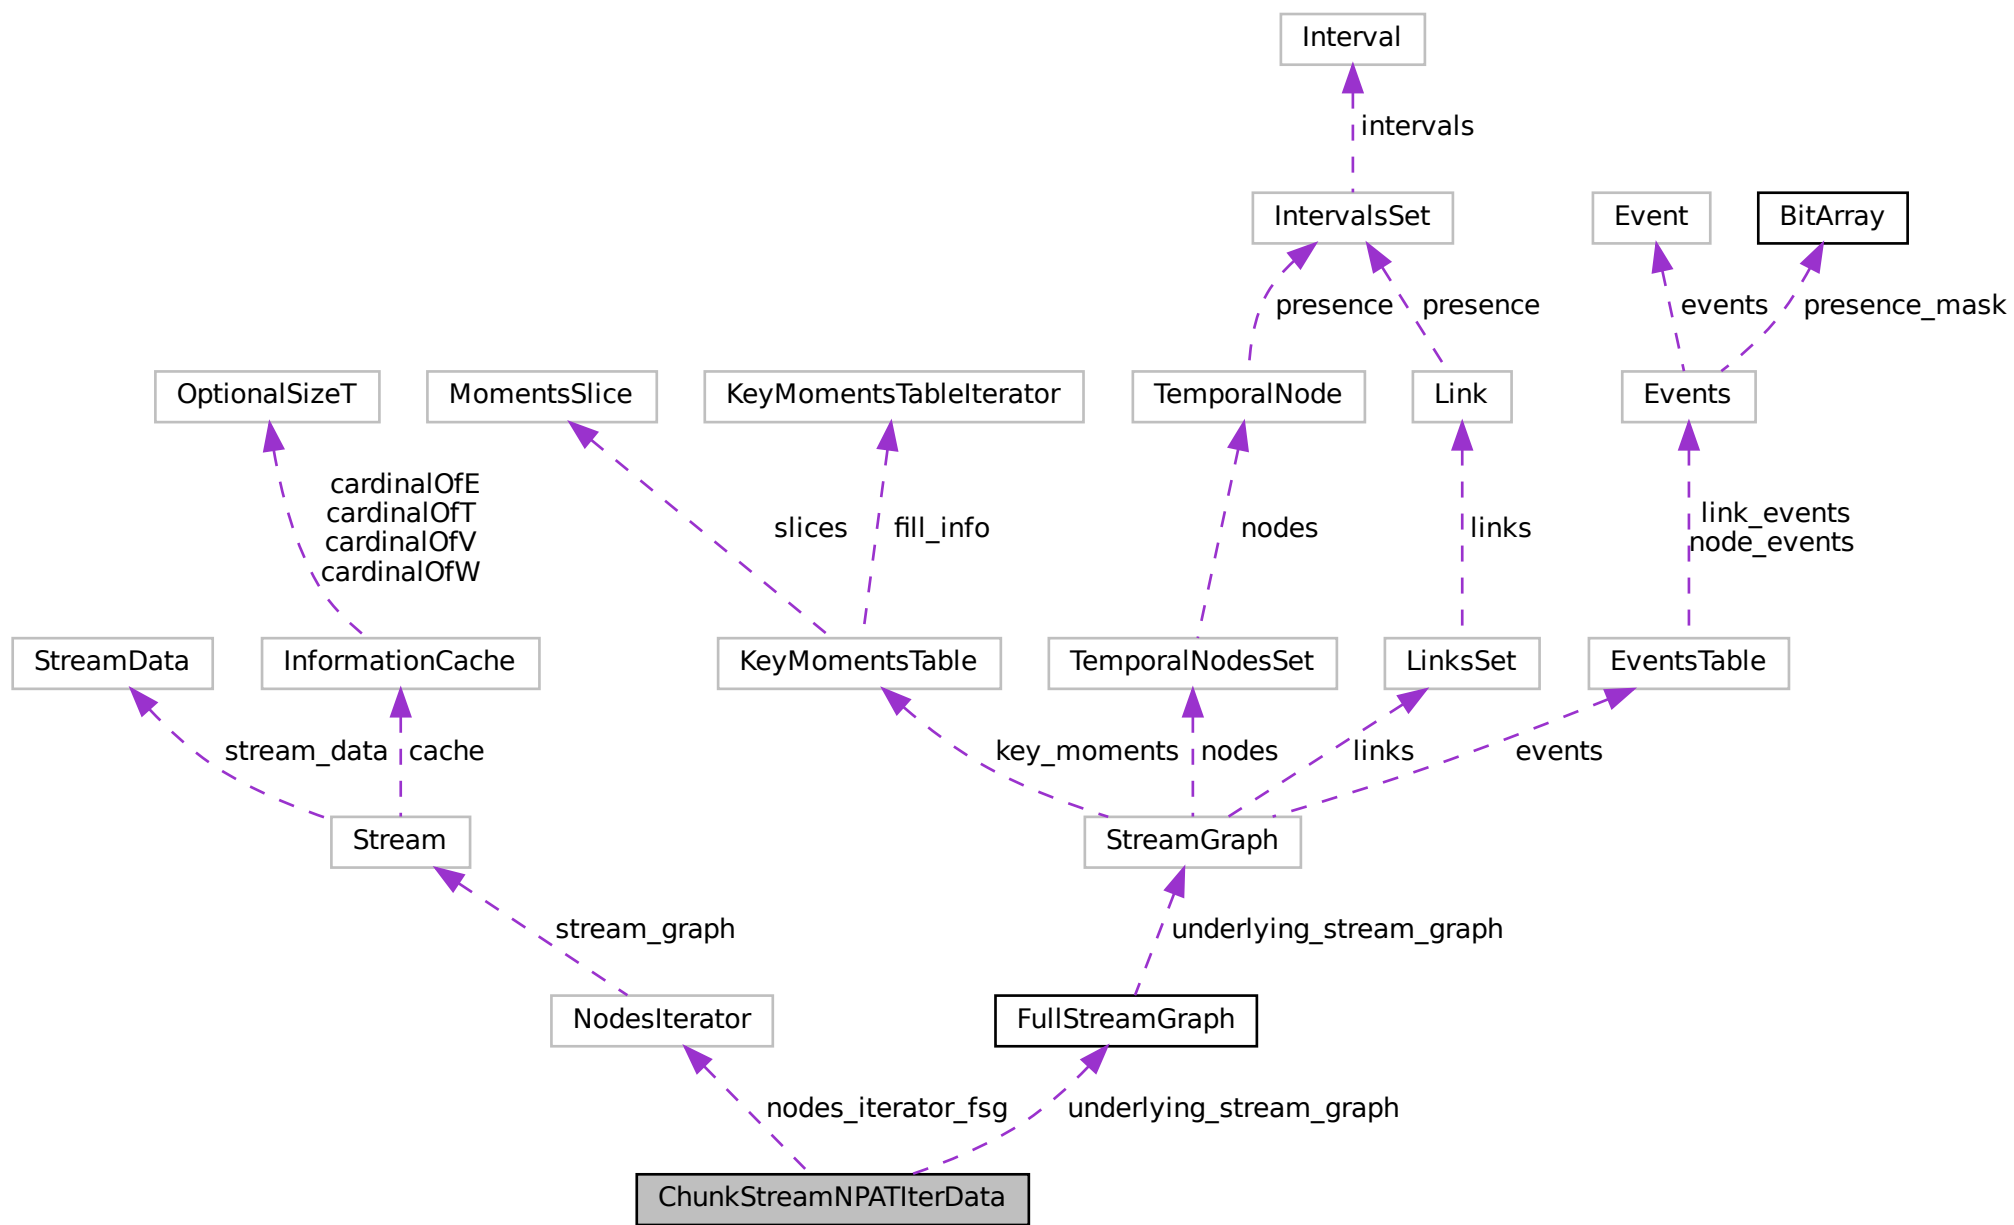 Interval
intervals
IntervalsSet
Event
BitArray
presence
presence
events
presence_mask
OptionalSizeT
MomentsSlice
KeyMomentsTableIterator
TemporalNode
Link
Events
cardinalOfE
cardinalOfT
cardinalOfV
cardinalOfW
slices
fill_info
nodes
links
link_events
node_events
StreamData
InformationCache
KeyMomentsTable
TemporalNodesSet
LinksSet
EventsTable
stream_data
cache
key_moments
nodes
links
events
Stream
StreamGraph
stream_graph
underlying_stream_graph
NodesIterator
FullStreamGraph
nodes_iterator_fsg
underlying_stream_graph
ChunkStreamNPATIterData